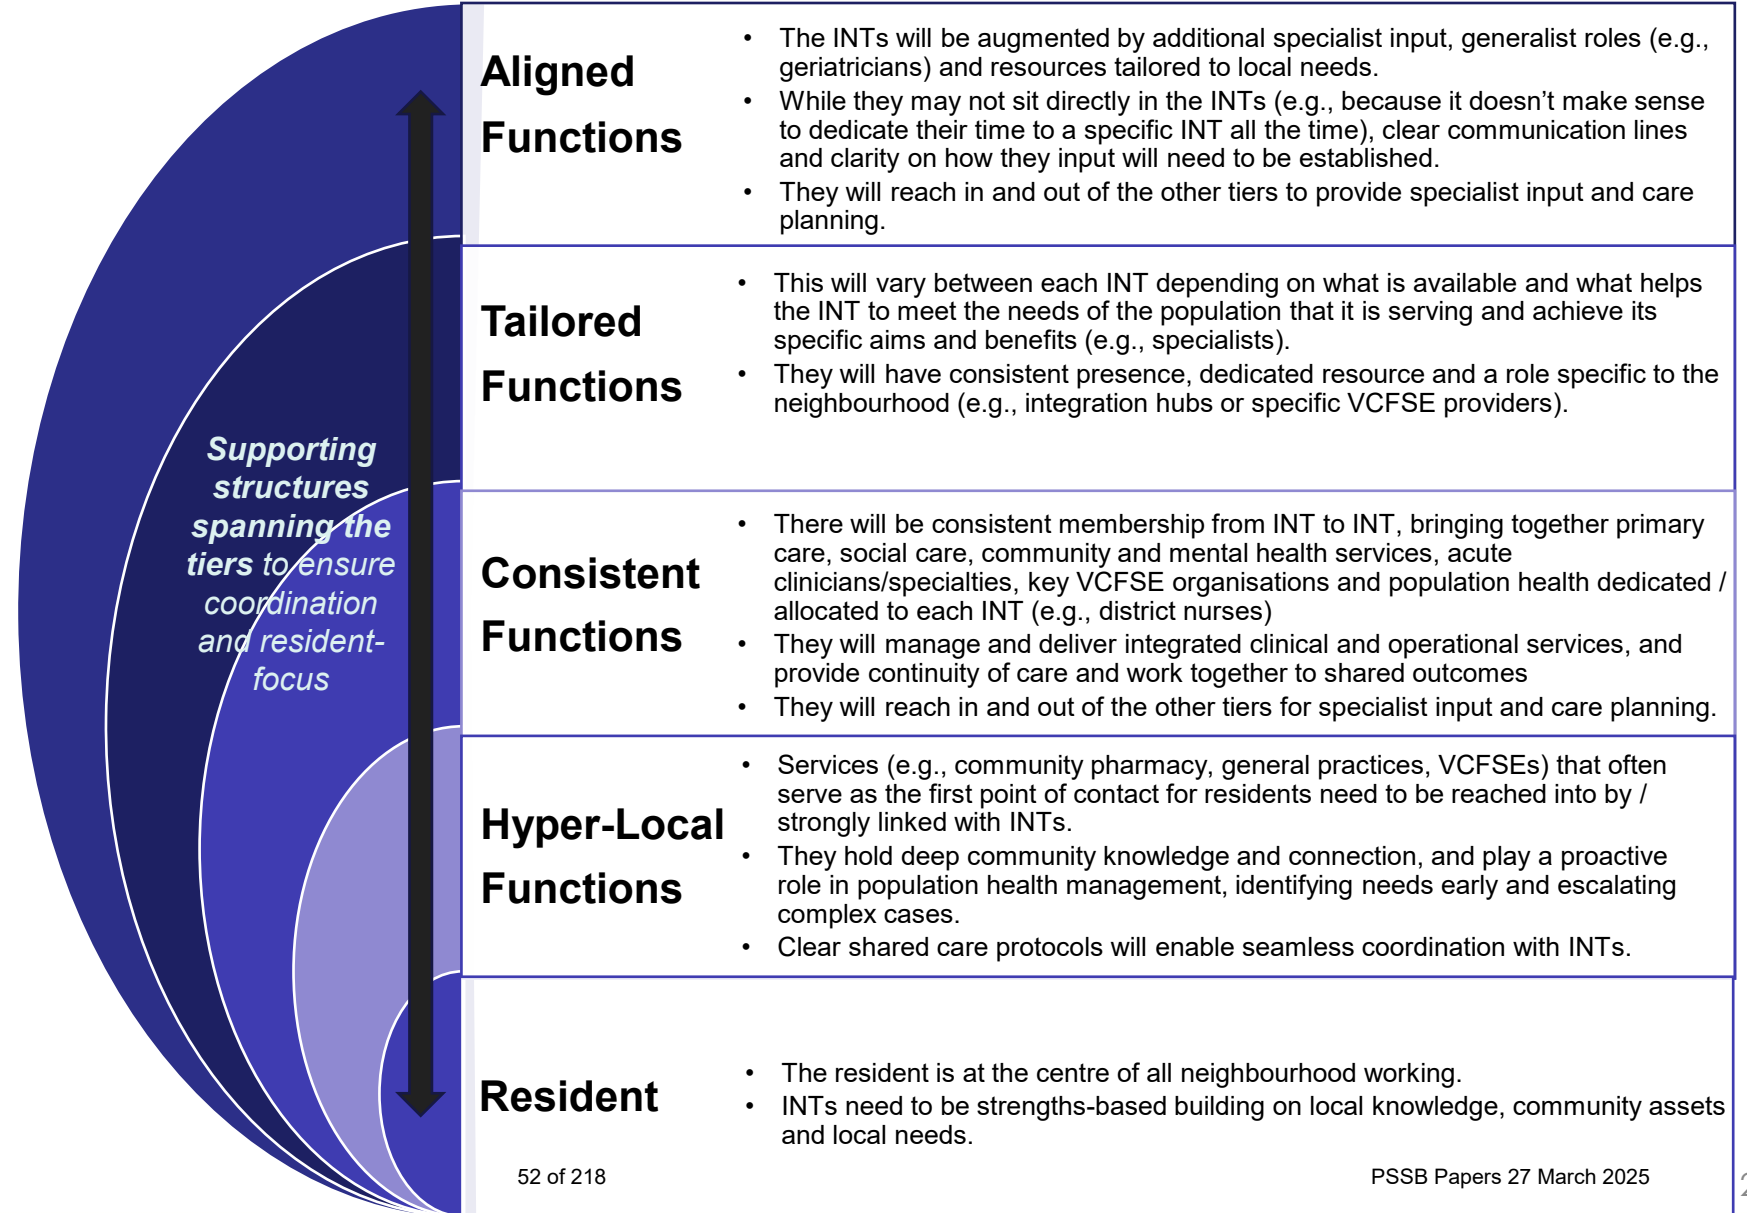 Supporting
structures
spanning the
tiers to ensure
coordination
and resident-
focus
Aligned
Functions
• The INTs will be augmented by additional specialist input, generalist roles (e.g.,
geriatricians) and resources tailored to local needs.
• While they may not sit directly in the INTs (e.g., because it doesn’t make sense
to dedicate their time to a specific INT all the time), clear communication lines
and clarity on how they input will need to be established.
• They will reach in and out of the other tiers to provide specialist input and care
planning.
Tailored
Functions
• This will vary between each INT depending on what is available and what helps
the INT to meet the needs of the population that it is serving and achieve its
specific aims and benefits (e.g., specialists).
• They will have consistent presence, dedicated resource and a role specific to the
neighbourhood (e.g., integration hubs or specific VCFSE providers).
Consistent
Functions
• There will be consistent membership from INT to INT, bringing together primary
care, social care, community and mental health services, acute
clinicians/specialties, key VCFSE organisations and population health dedicated /
allocated to each INT (e.g., district nurses)
• They will manage and deliver integrated clinical and operational services, and
provide continuity of care and work together to shared outcomes
• They will reach in and out of the other tiers for specialist input and care planning.
Hyper-Local
Functions
• Services (e.g., community pharmacy, general practices, VCFSEs) that often
serve as the first point of contact for residents need to be reached into by /
strongly linked with INTs.
• They hold deep community knowledge and connection, and play a proactive
role in population health management, identifying needs early and escalating
complex cases.
• Clear shared care protocols will enable seamless coordination with INTs.
Resident
• The resident is at the centre of all neighbourhood working.
• INTs need to be strengths-based building on local knowledge, community assets
and local needs.
52 of 218
PSSB Papers 27 March 2025